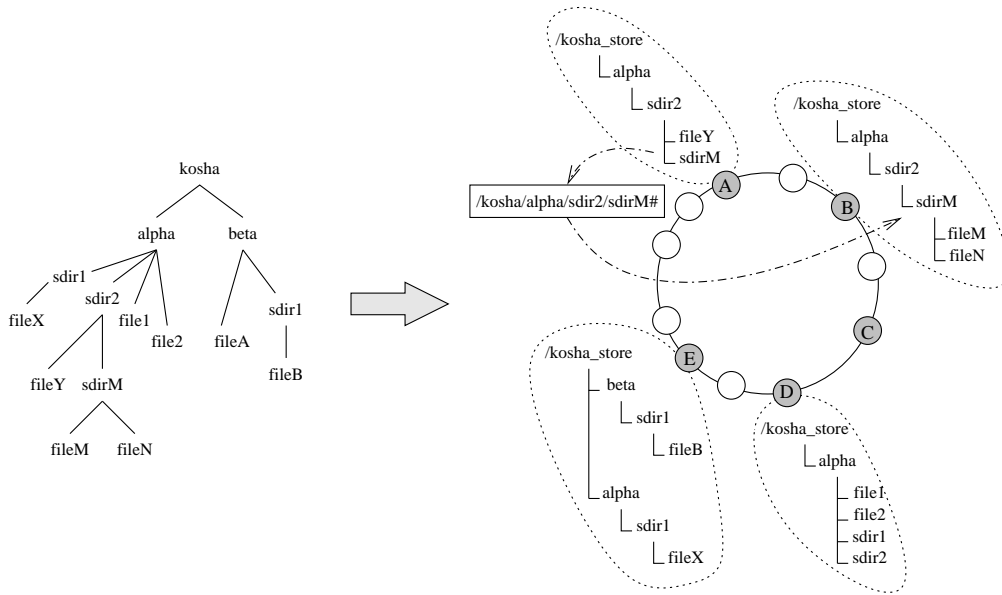 kosha
alpha beta
sdir1
sdir2
sdir1
fileX
file1
file2
fileA
fileY sdirM
fileB
fileM fileN
/kosha_store
alpha
sdir2
fileY
sdirM
/kosha/alpha/sdir2/sdirM#
/kosha_store
alpha
sdir2
sdirM
fileM
fileN
A
B
C
D
E
/kosha_store
beta
sdir1
fileB
alpha
sdir1
fileX
/kosha_store
alpha
file1
file2
sdir1
sdir2